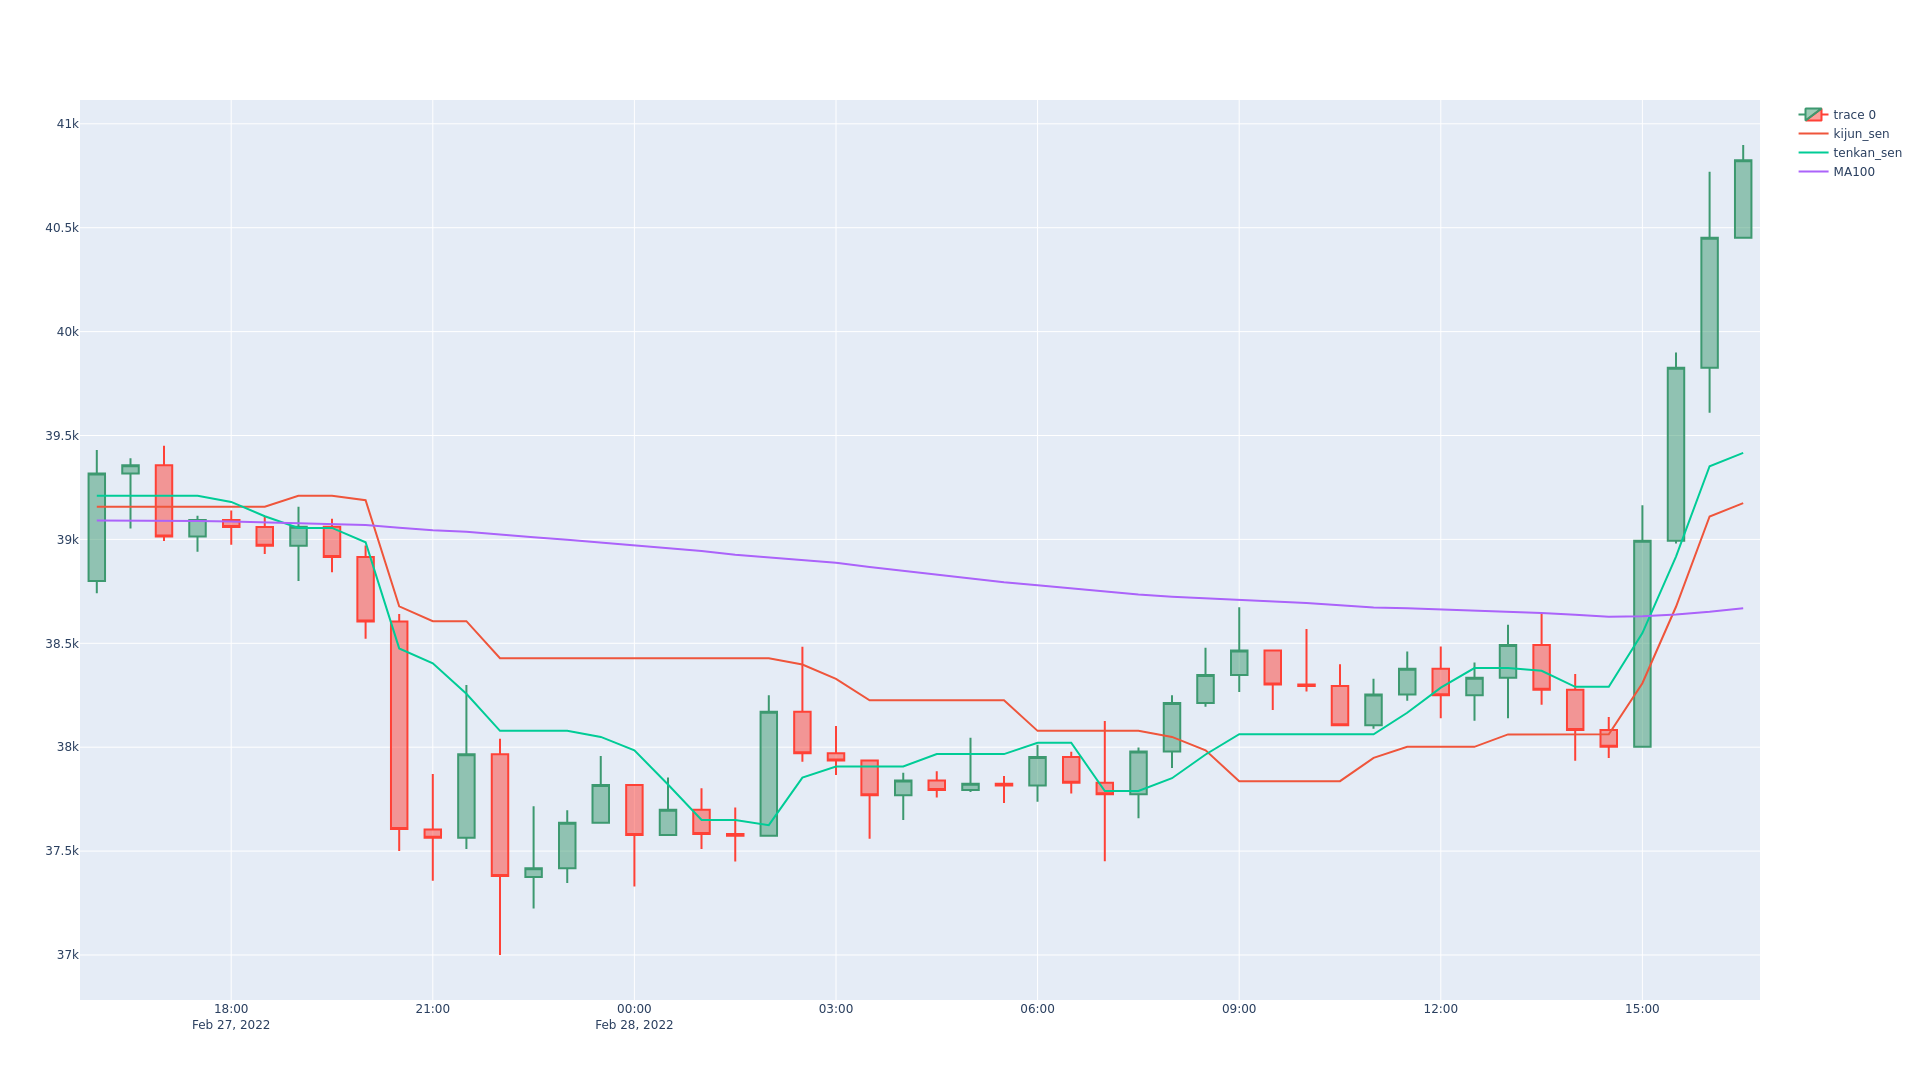 41k
40.5k
40k
39.5k
39k
38.5k
38k
37.5k
37k
18:00
Feb 27, 2022
21:00
00:00
Feb 28, 2022
03:00
06:00
09:00
12:00
15:00
trace 0
kijun_sen
tenkan_sen
MA100